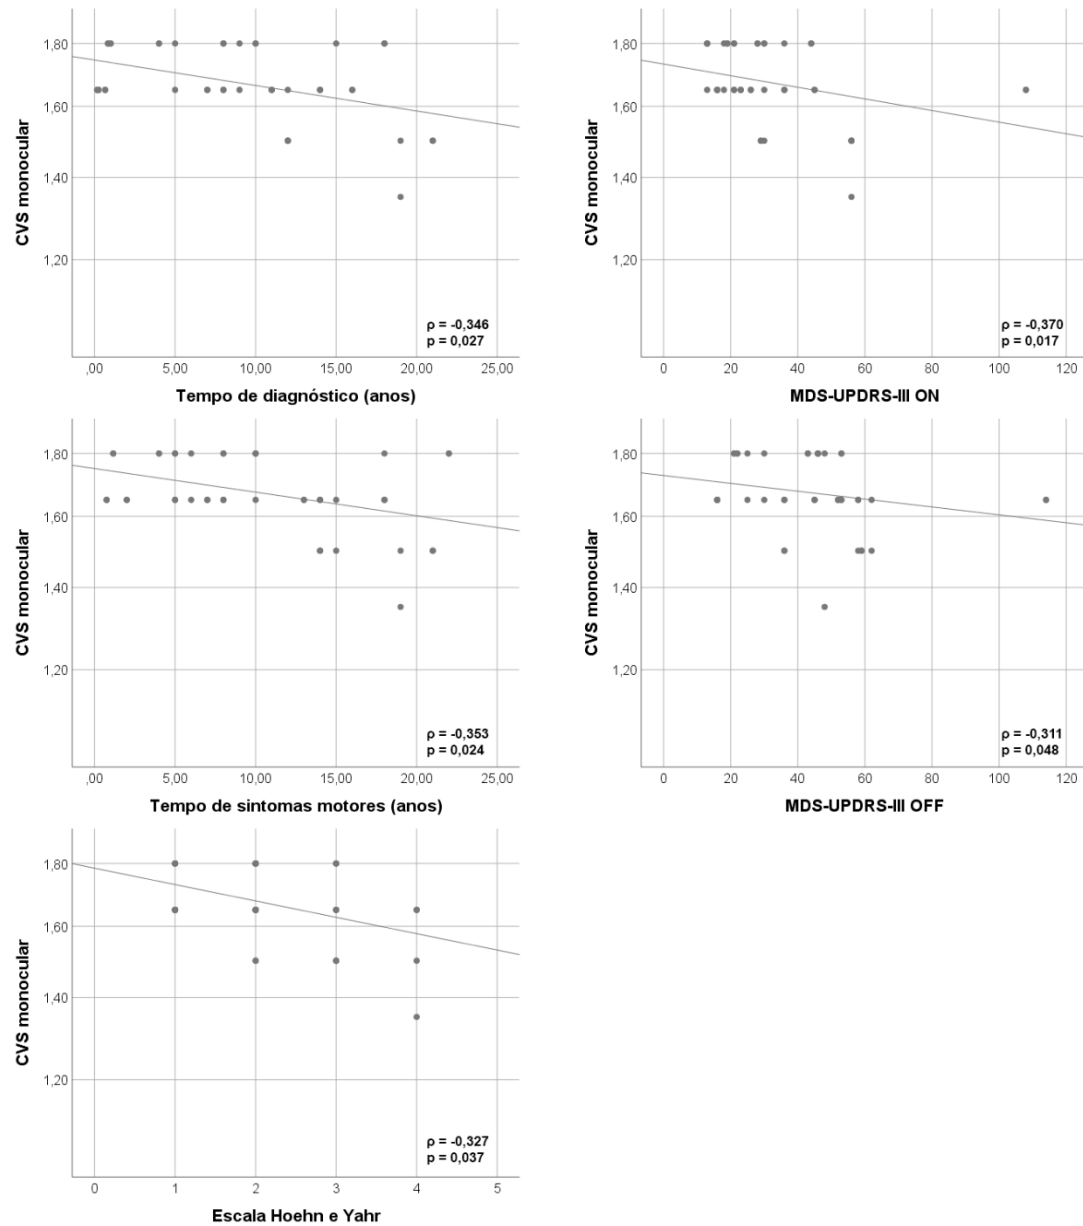 CVS monocular
1,80
1,60
1,40
1,20
ρ = -0,346
p = 0,027
,00 5,00 10,00 15,00 20,00 25,00
Tempo de diagnóstico (anos)
CVS monocular
1,80
1,60
1,40
1,20
ρ = -0,370
p = 0,017
0 20 40 60 80 100 120
MDS-UPDRS-III ON
CVS monocular
1,80
1,60
1,40
1,20
ρ = -0,353
p = 0,024
,00 5,00 10,00 15,00 20,00 25,00
Tempo de sintomas motores (anos)
CVS monocular
1,80
1,60
1,40
1,20
ρ = -0,311
p = 0,048
0 20 40 60 80 100 120
MDS-UPDRS-III OFF
CVS monocular
1,80
1,60
1,40
1,20
ρ = -0,327
p = 0,037
0 1 2 3 4 5
Escala Hoehn e Yahr